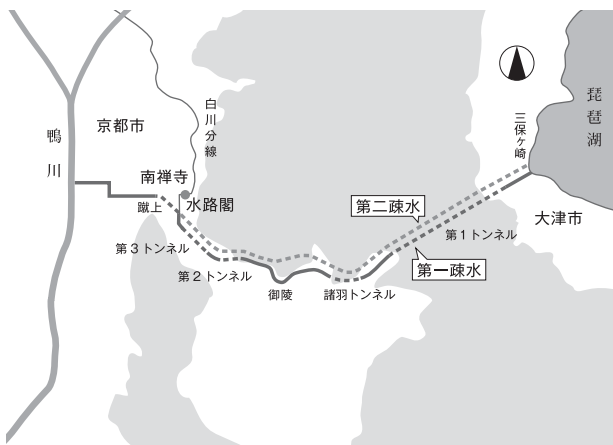 琵琶湖
三保ヶ崎
大津市
白川分線
京都市
鴨川
南禅寺
水路閣
蹴上
第二疎水
第1トンネル
第一疎水
第3トンネル
第2トンネル
御陵
諸羽トンネル